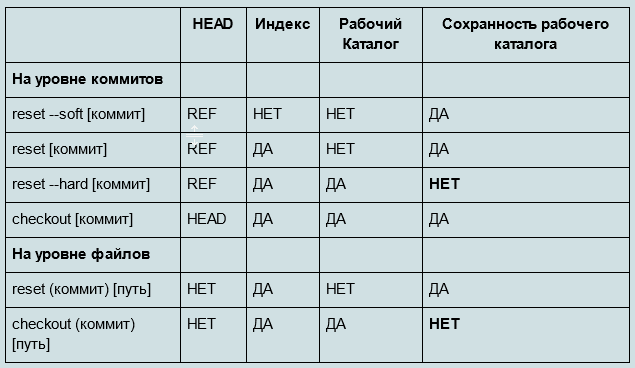 HEAD Индекс Рабочий Каталог Сохранность рабочего каталога
На уровне коммитов
reset --soft [коммит] REF НЕТ НЕТ ДА
reset [коммит] REF ДА НЕТ ДА
reset --hard [коммит] REF ДА ДА НЕТ
checkout [коммит] HEAD ДА ДА ДА
На уровне файлов
reset (коммит) [путь] НЕТ ДА НЕТ ДА
checkout (коммит) [путь] НЕТ ДА ДА НЕТ